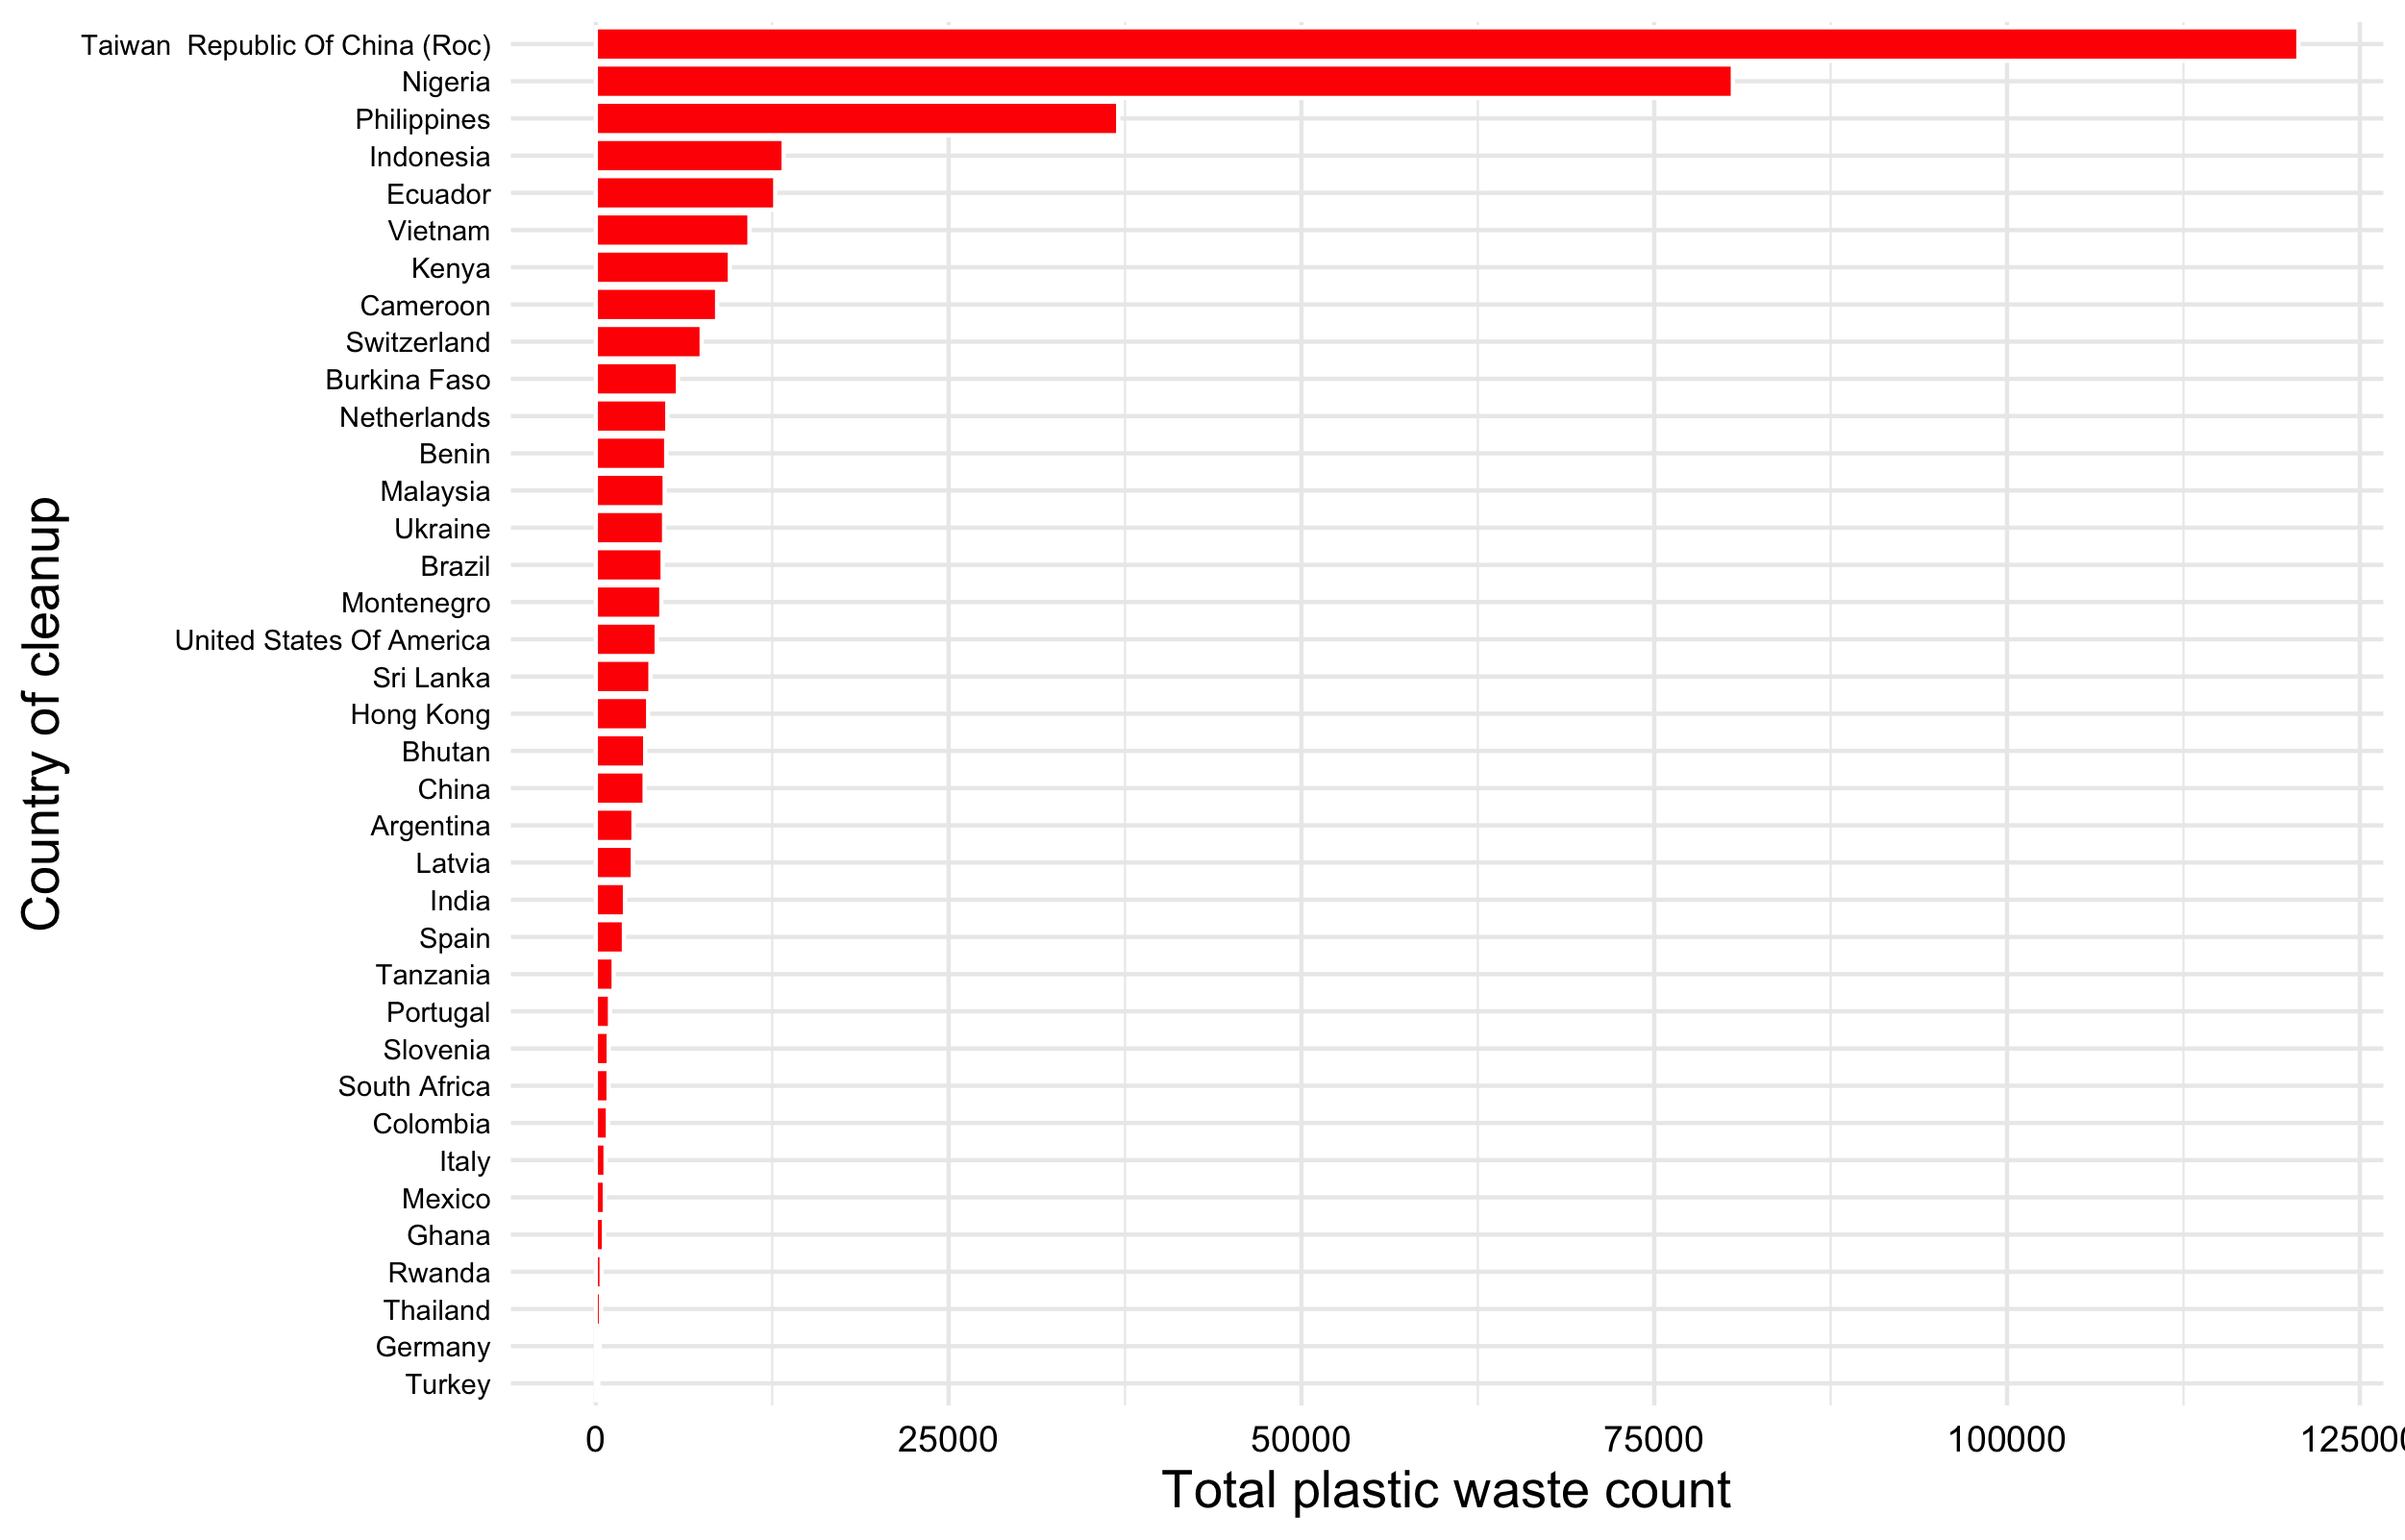 Taiwan  Republic Of China (Roc)
Nigeria
Philippines
Indonesia
Ecuador
Vietnam
Kenya
Cameroon
Switzerland
Burkina Faso
Netherlands
Benin
Malaysia
Ukraine
Brazil
Montenegro
United States Of America
Sri Lanka
Hong Kong
Bhutan
China
Argentina
Latvia
India
Spain
Tanzania
Portugal
Slovenia
South Africa
Colombia
Italy
Mexico
Ghana
Rwanda
Thailand
Germany
Turkey
Country of cleanup
0 25000 50000 75000 100000 125000
Total plastic waste count